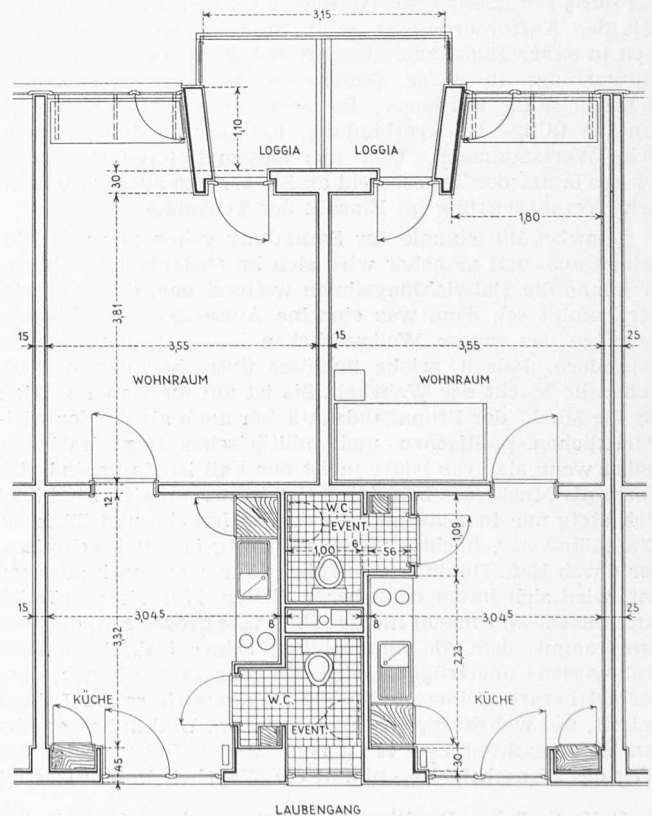 3,15
1,10
LOGGIA LOGGIA
30
1,80
3,81
15 3,55 15 3,55 25
WOHNRAUM WOHNRAUM
12
W.C.
EVENT.
1,00 5 56
1,09
15 3,045 8 8 3,045 25
3,32
2,23
KÜCHE W.C. KÜCHE
EVENT.
45
30
LAUBENGANG